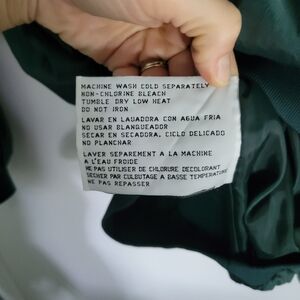 MACHINE WASH COLD SEPARATELY
NON-CHLORINE BLEACH
TUMBLE DRY LOW HEAT
DO NOT IRON
LAVAR EN LAVADORA CON AGUA FRIA
NO USAR BLANQUEADOR
SECAR EN SECADORA, CICLO DELICADO
NO PLANCHAR
LAVER SEPAREMENT A LA MACHINE
A L'EAU FROIDE
NE PAS UTILISER DE CHLORURE DECOLORANT
SECHER PAR CULBUTAGE A BASSE TEMPERATURE
NE PAS REPASSER